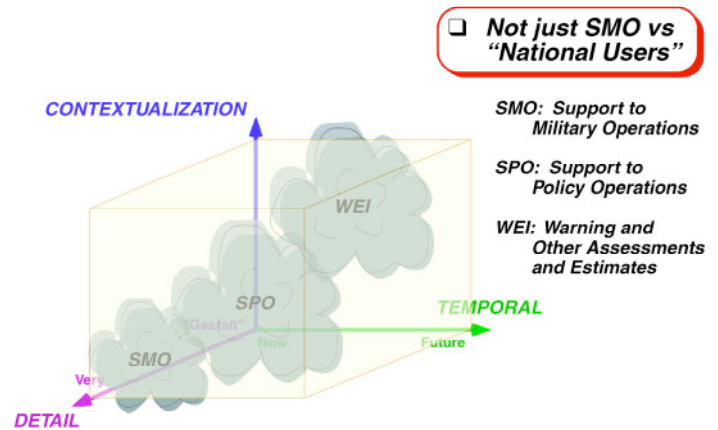 ❑ Not just SMO vs
“National Users”
CONTEXTUALIZATION
SMO: Support to
Military Operations
SPO: Support to
Policy Operations
WEI: Warning and
Other Assessments
and Estimates
WEI
SPO
TEMPORAL
"Gestalt"
Now
Future
SMO
Very
DETAIL